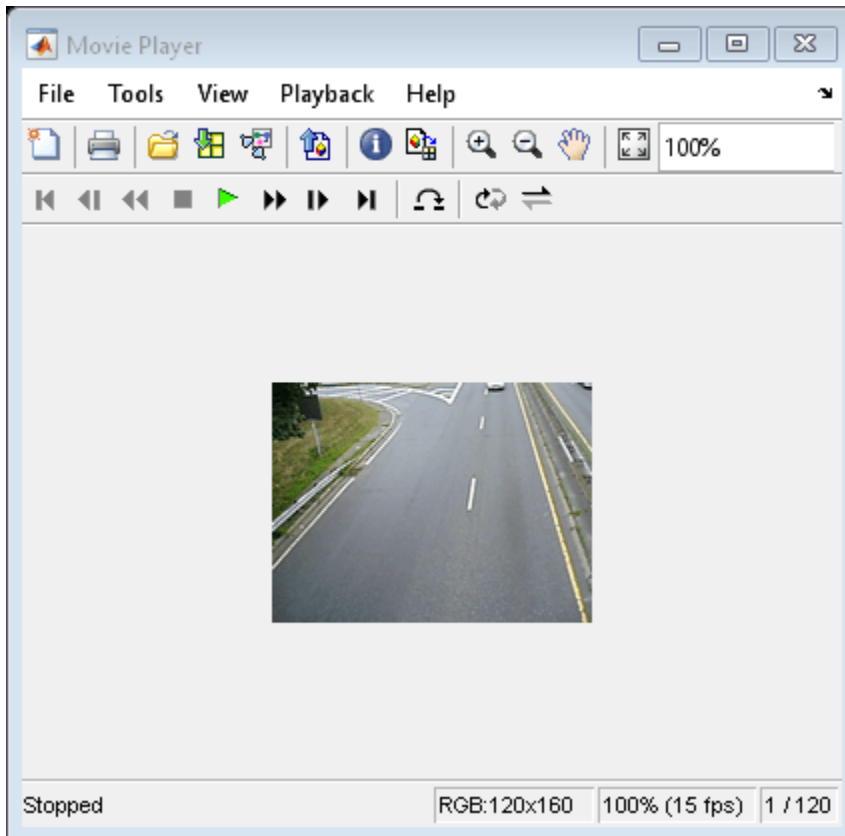 Movie Player
File Tools View Playback Help
100%
Stopped RGB:120x160 100% (15 fps) 1 / 120